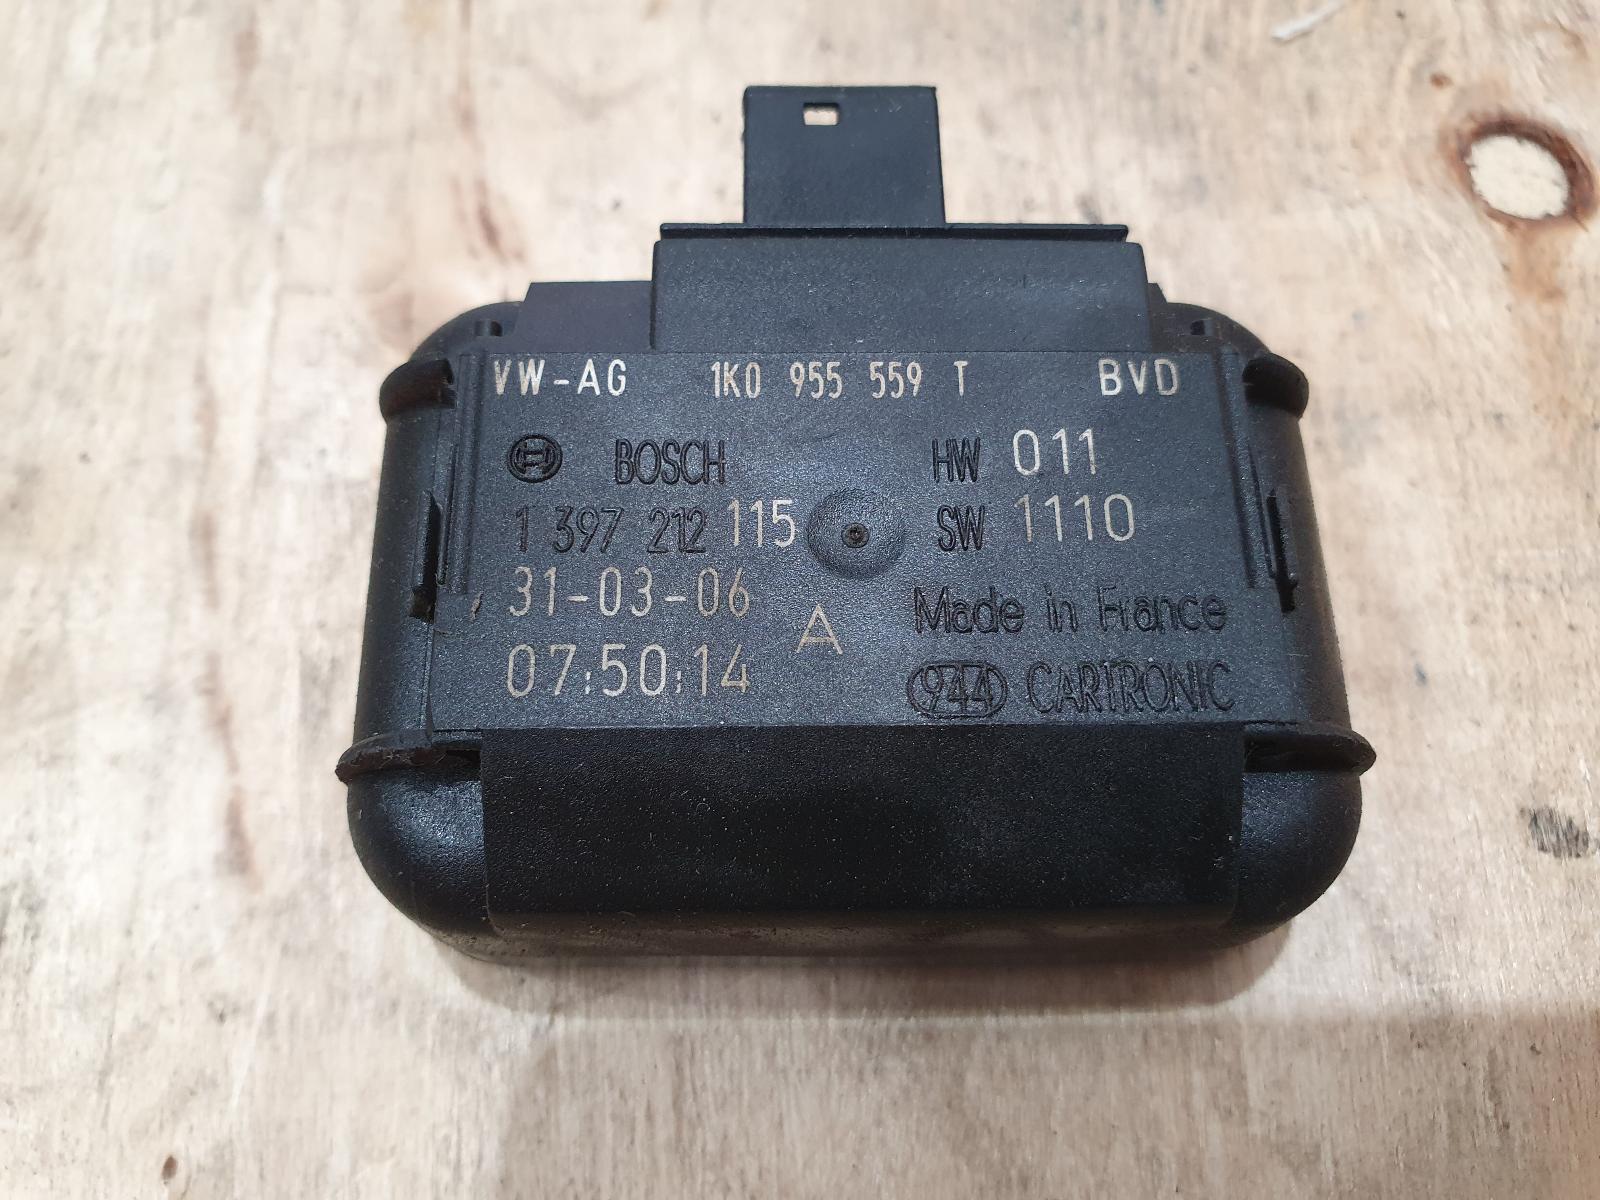 VW-AG 1K0 955 559 T BVD
BOSCH HW 011
1 397 212 115 SW 1110
31-03-06 A Made in France
07:50:14 944 CARTRONIC